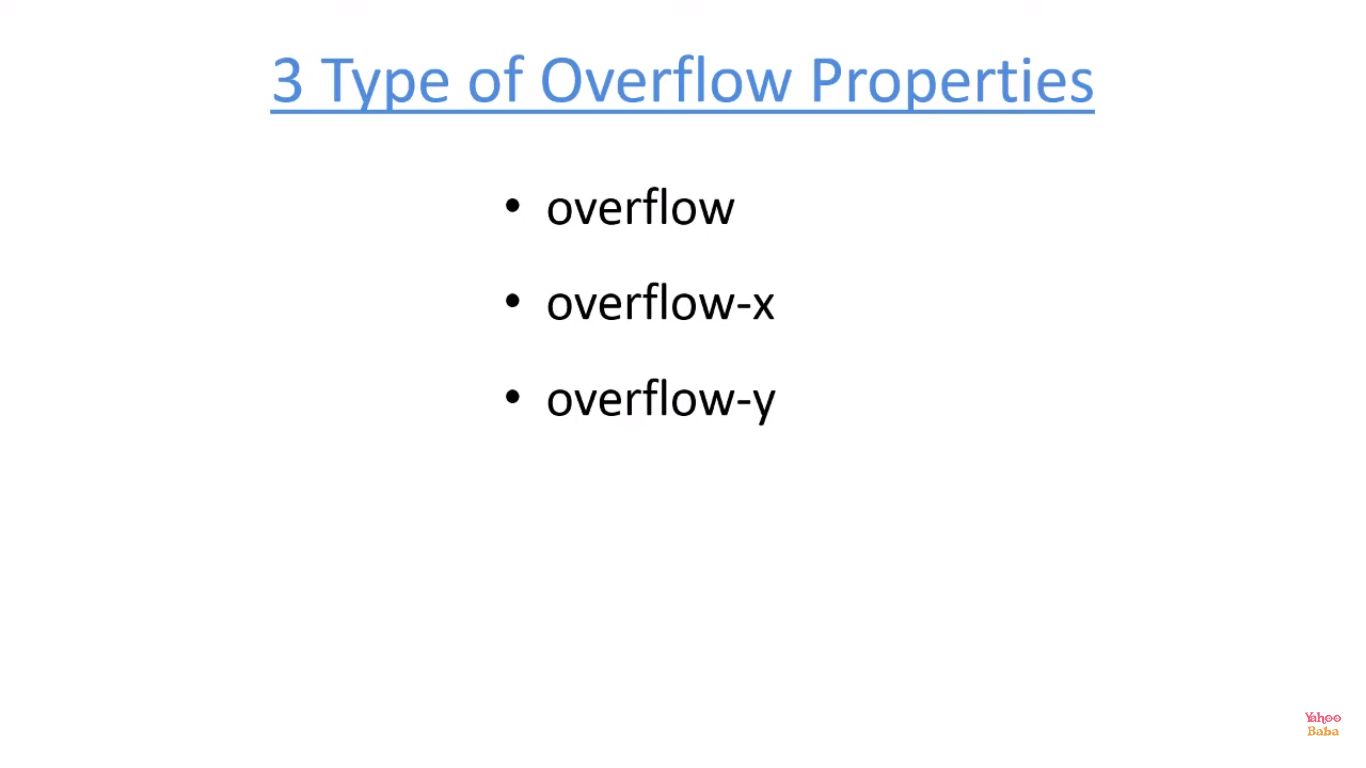 3 Type of Overflow Properties
• overflow
• overflow-x
• overflow-y
Yahoo
Baba